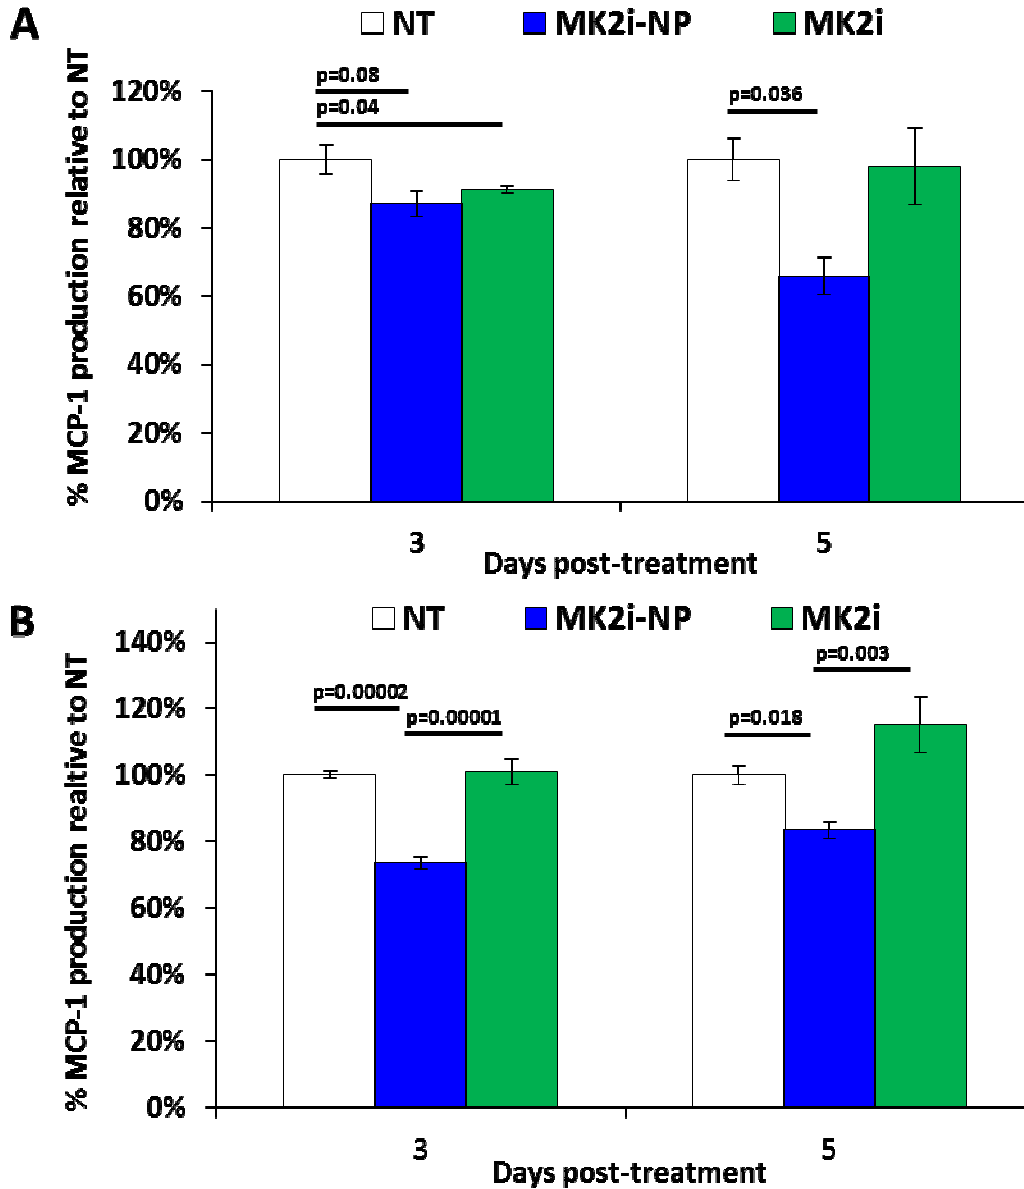 A
NT MK2i-NP MK2i
% MCP-1 production relative to NT
120%
100%
80%
60%
40%
20%
0%
p=0.08
p=0.04
p=0.036
3 5
Days post-treatment
B
NT MK2i-NP MK2i
% MCP-1 production realtive to NT
140%
120%
100%
80%
60%
40%
20%
0%
p=0.00002
p=0.00001
p=0.018
p=0.003
3 5
Days post-treatment